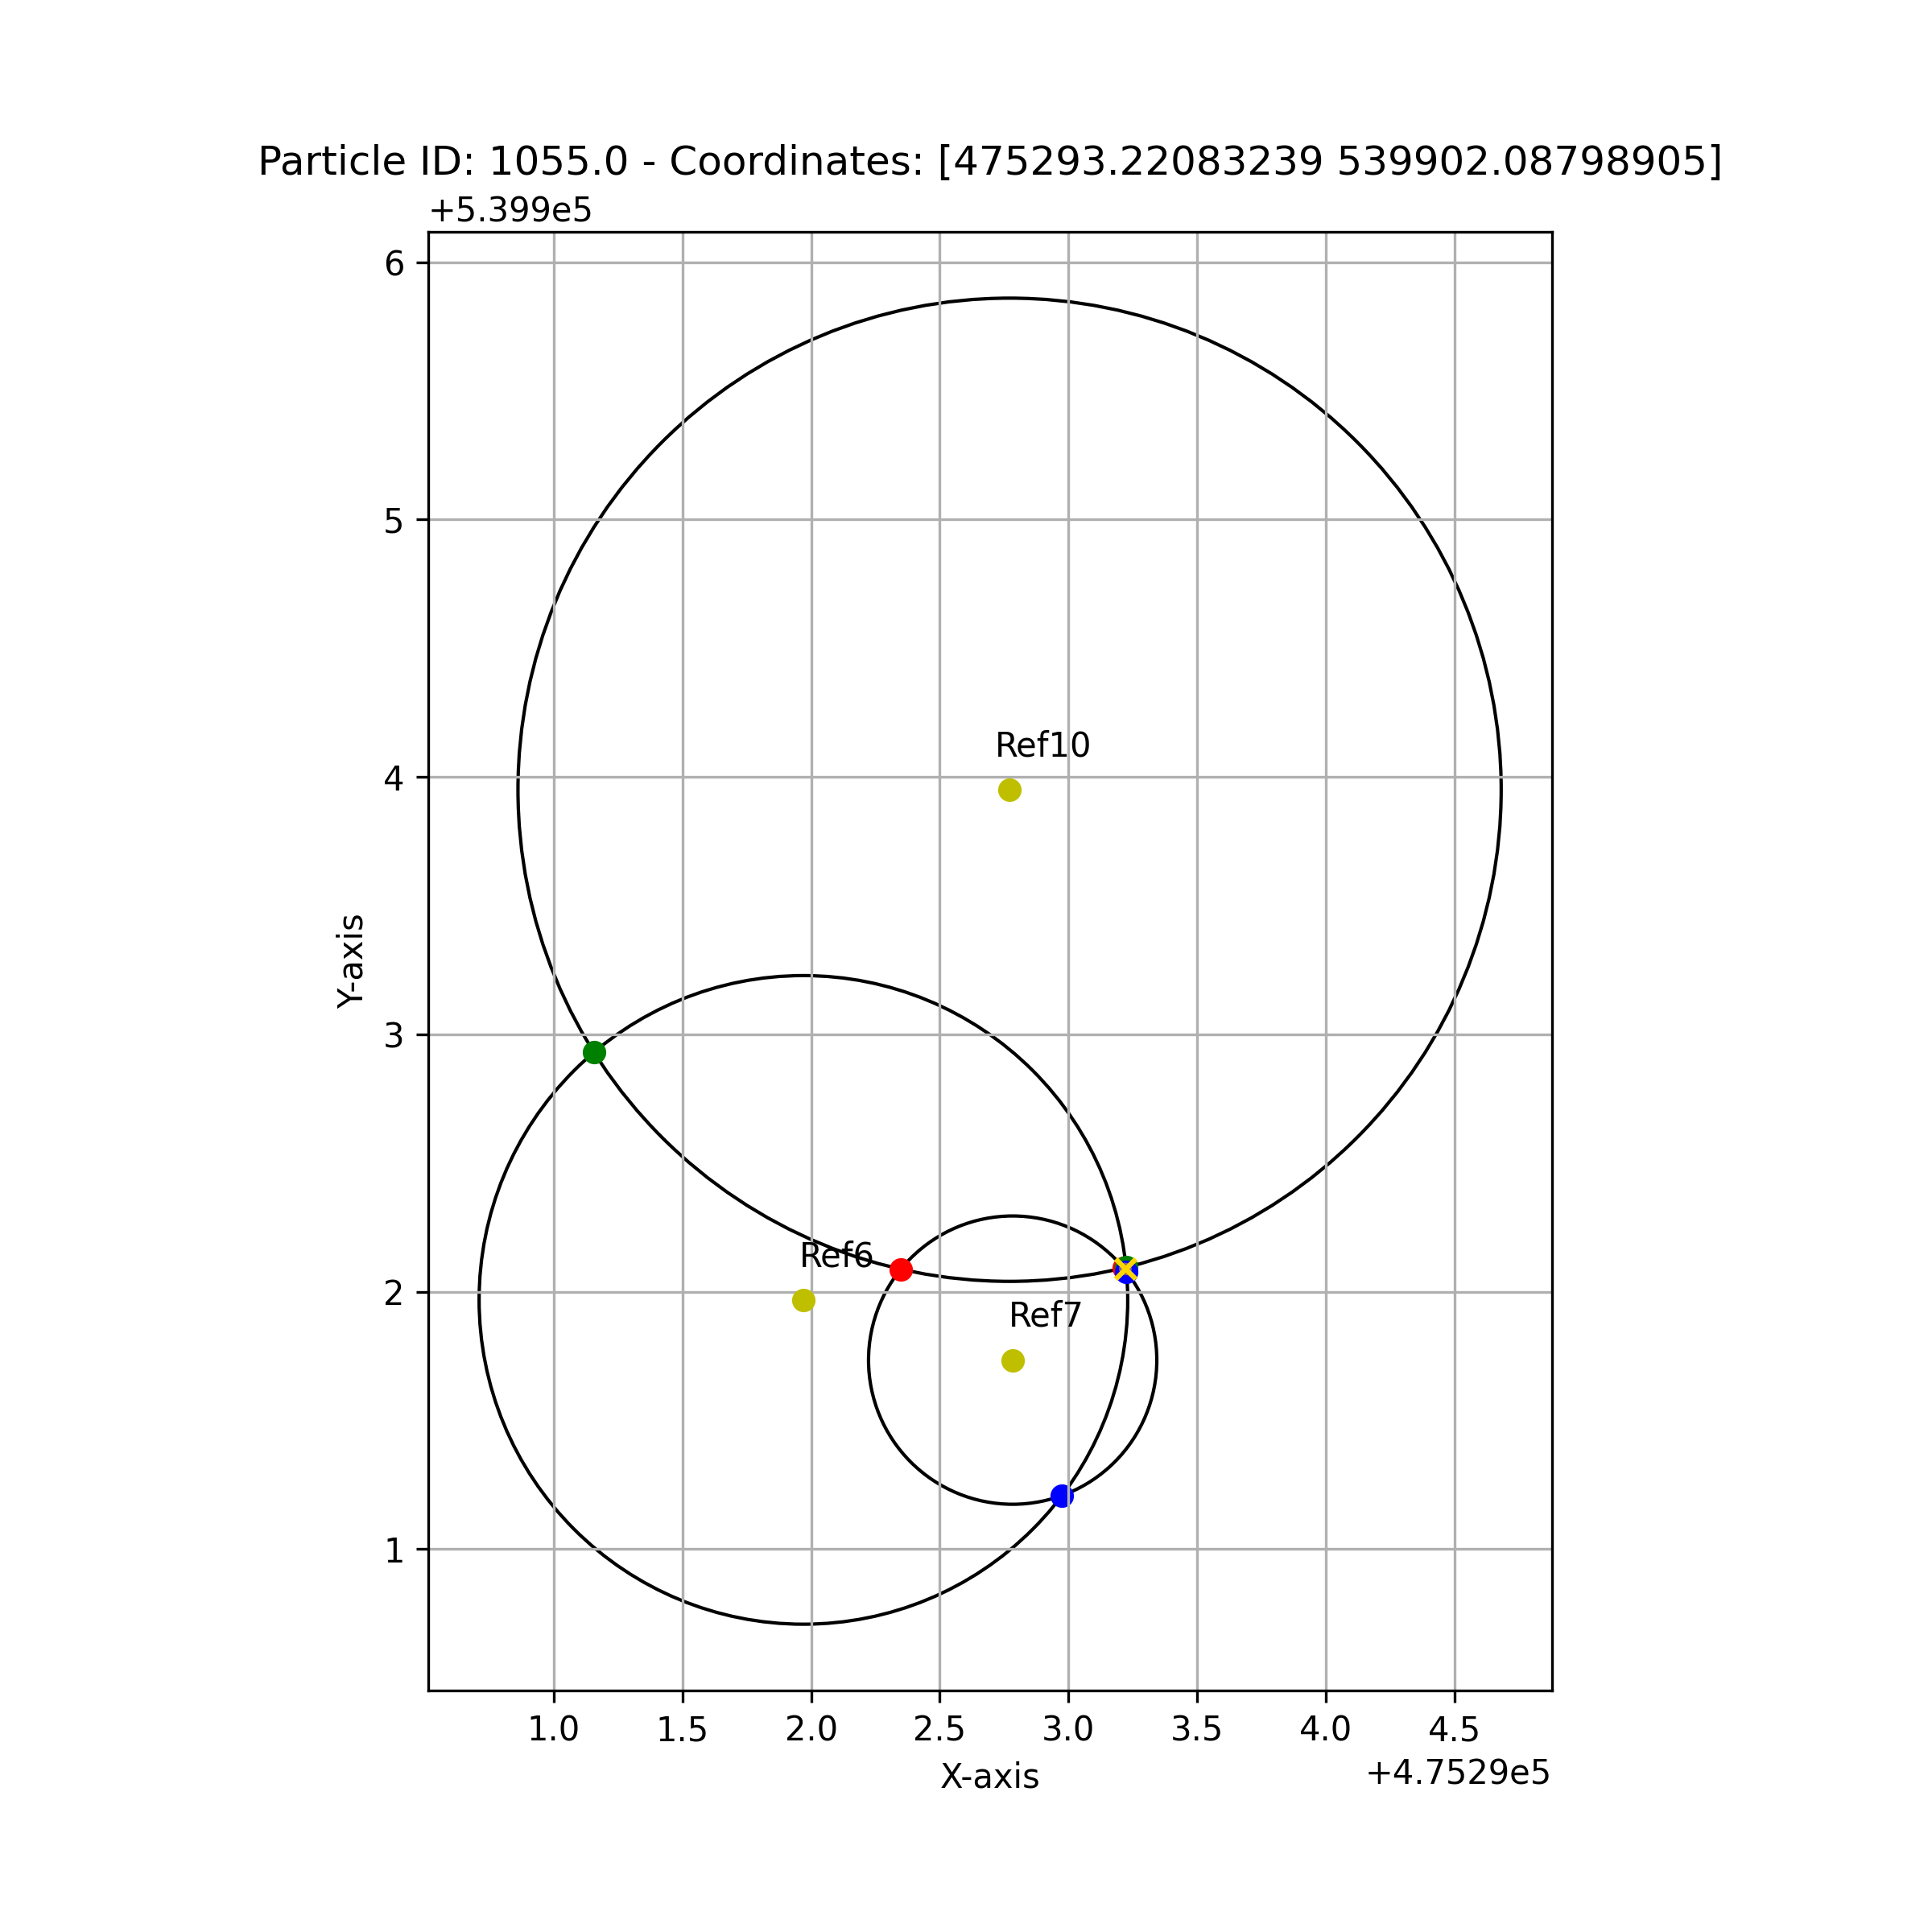 Particle ID: 1055.0 - Coordinates: [475293.22083239 539902.08798905]
+5.399e5
6
5
4
3
2
1
Y-axis
Ref10
Ref6
Ref7
1.0 1.5 2.0 2.5 3.0 3.5 4.0 4.5
X-axis
+4.7529e5